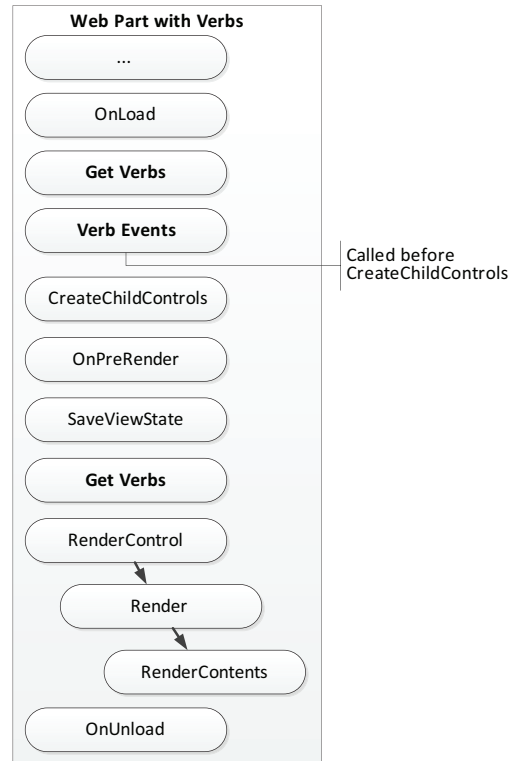 Web Part with Verbs
...
OnLoad
Get Verbs
Verb Events
Called before
CreateChildControls
CreateChildControls
OnPreRender
SaveViewState
Get Verbs
RenderControl
Render
RenderContents
OnUnload